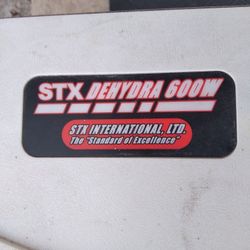 STX DEHYDRA 600W
STX INTERNATIONAL, LTD.
The "Standard of Excellence"